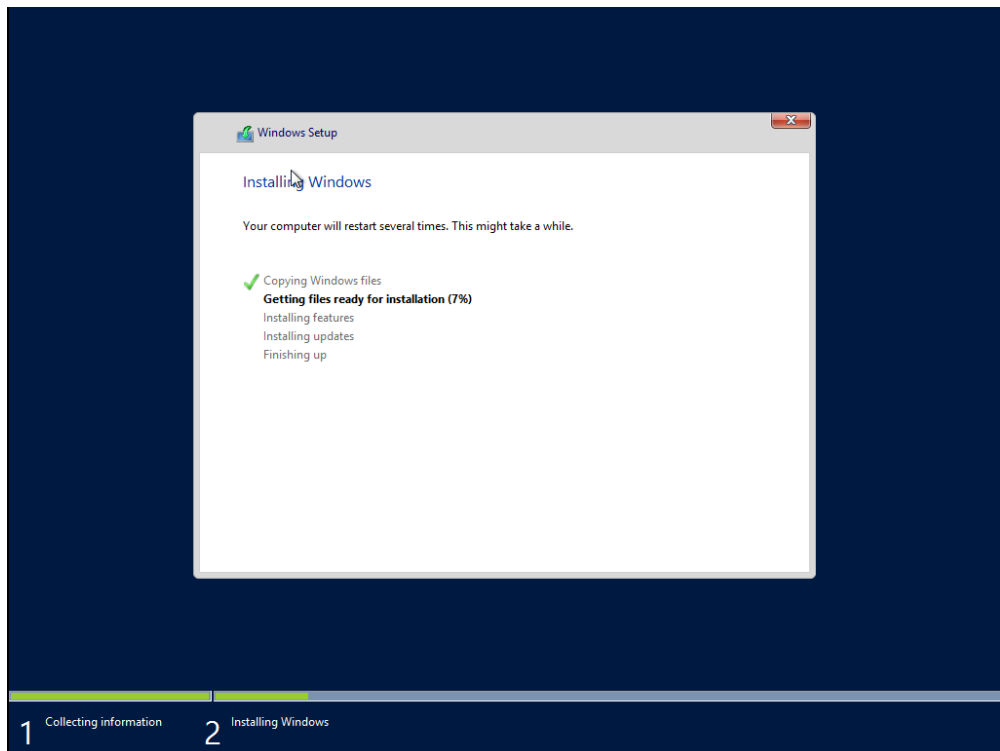 Windows Setup
Installing Windows
Your computer will restart several times. This might take a while.
Copying Windows files
Getting files ready for installation (7%)
Installing features
Installing updates
Finishing up
1 Collecting information 2 Installing Windows